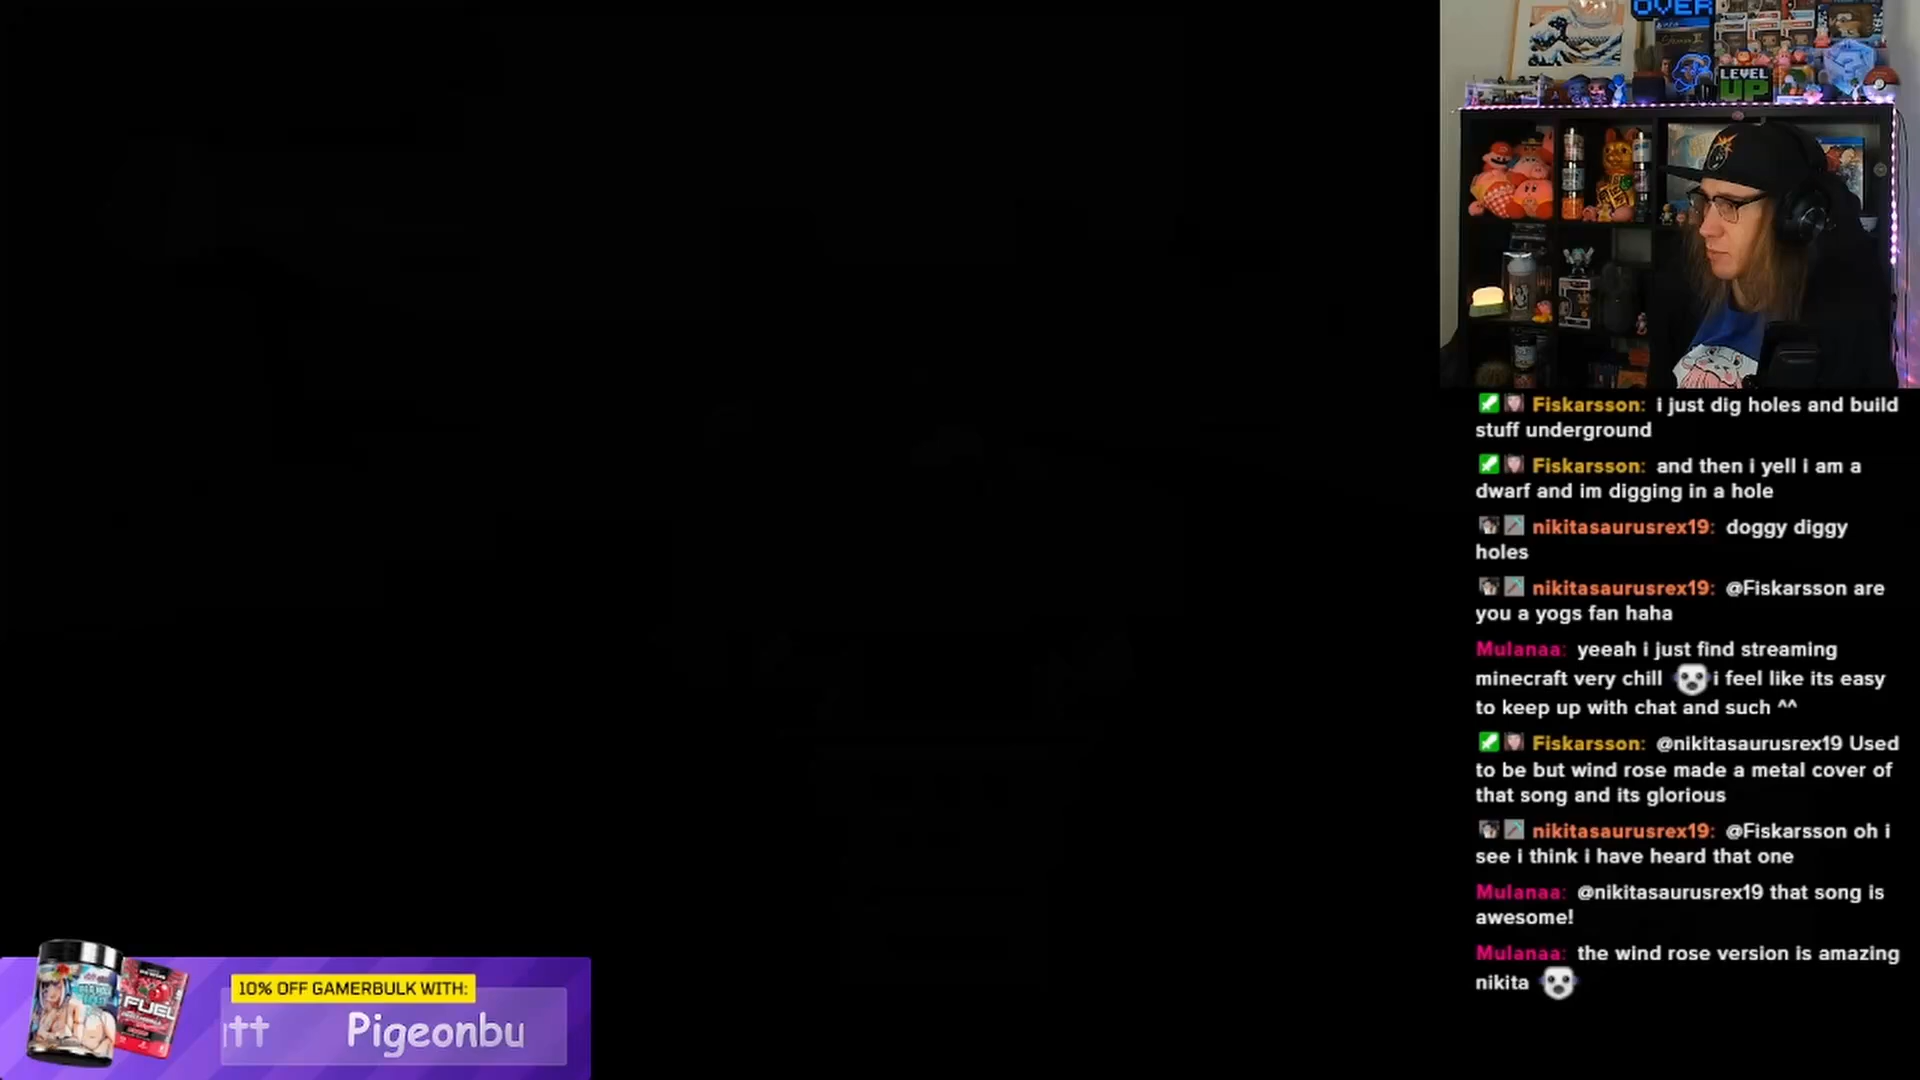 OVER
LEVEL
UP
Fiskarsson: i just dig holes and build
stuff underground
Fiskarsson: and then i yell i am a
dwarf and im digging in a hole
nikitasaurusrex19: doggy diggy
holes
nikitasaurusrex19: @Fiskarsson are
you a yogs fan haha
Mulanaa: yeeah i just find streaming
minecraft very chill i feel like its easy
to keep up with chat and such ^^
Fiskarsson: @nikitasaurusrex19 Used
to be but wind rose made a metal cover of
that song and its glorious
nikitasaurusrex19: @Fiskarsson oh i
see i think i have heard that one
Mulanaa: @nikitasaurusrex19 that song is
awesome!
Mulanaa: the wind rose version is amazing
nikita
10% OFF GAMERBULK WITH:
tt Pigeonbu
FUEL